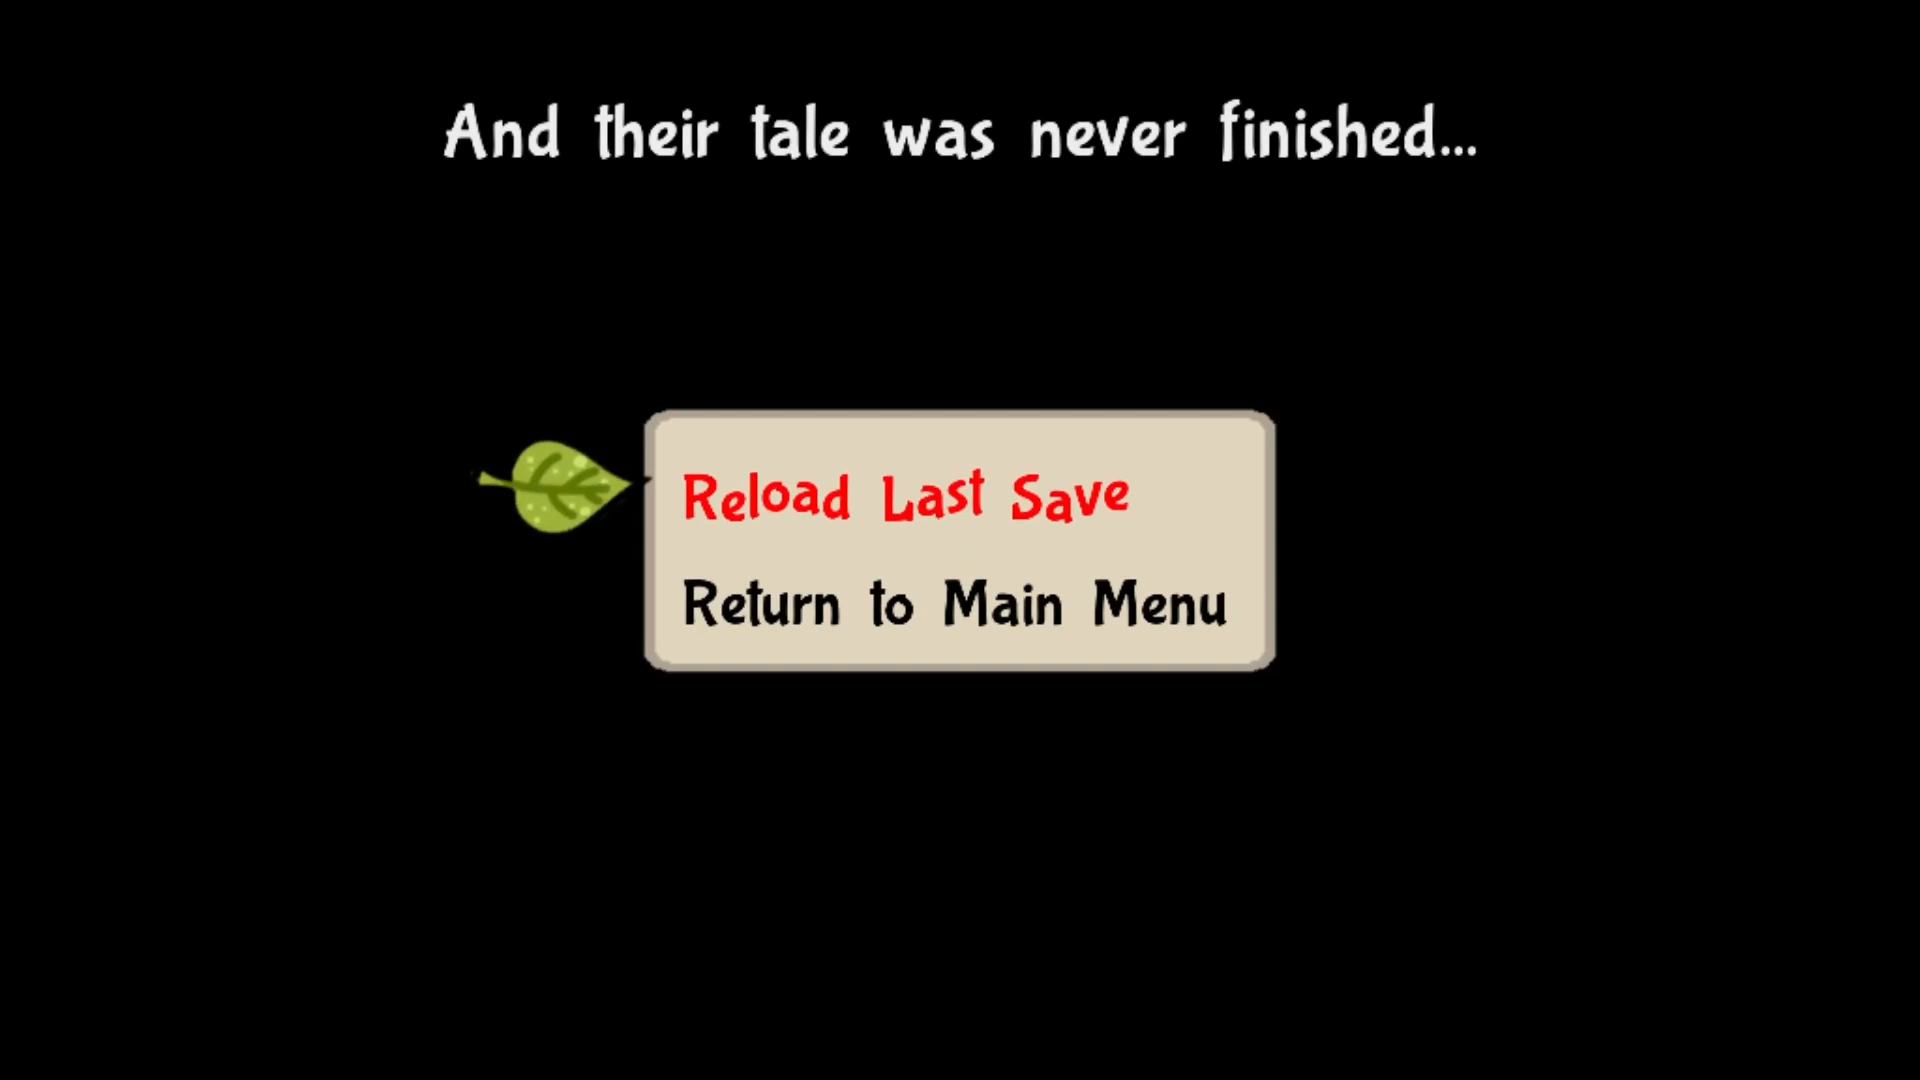 And their tale was never finished...
Reload Last Save
Return to Main Menu